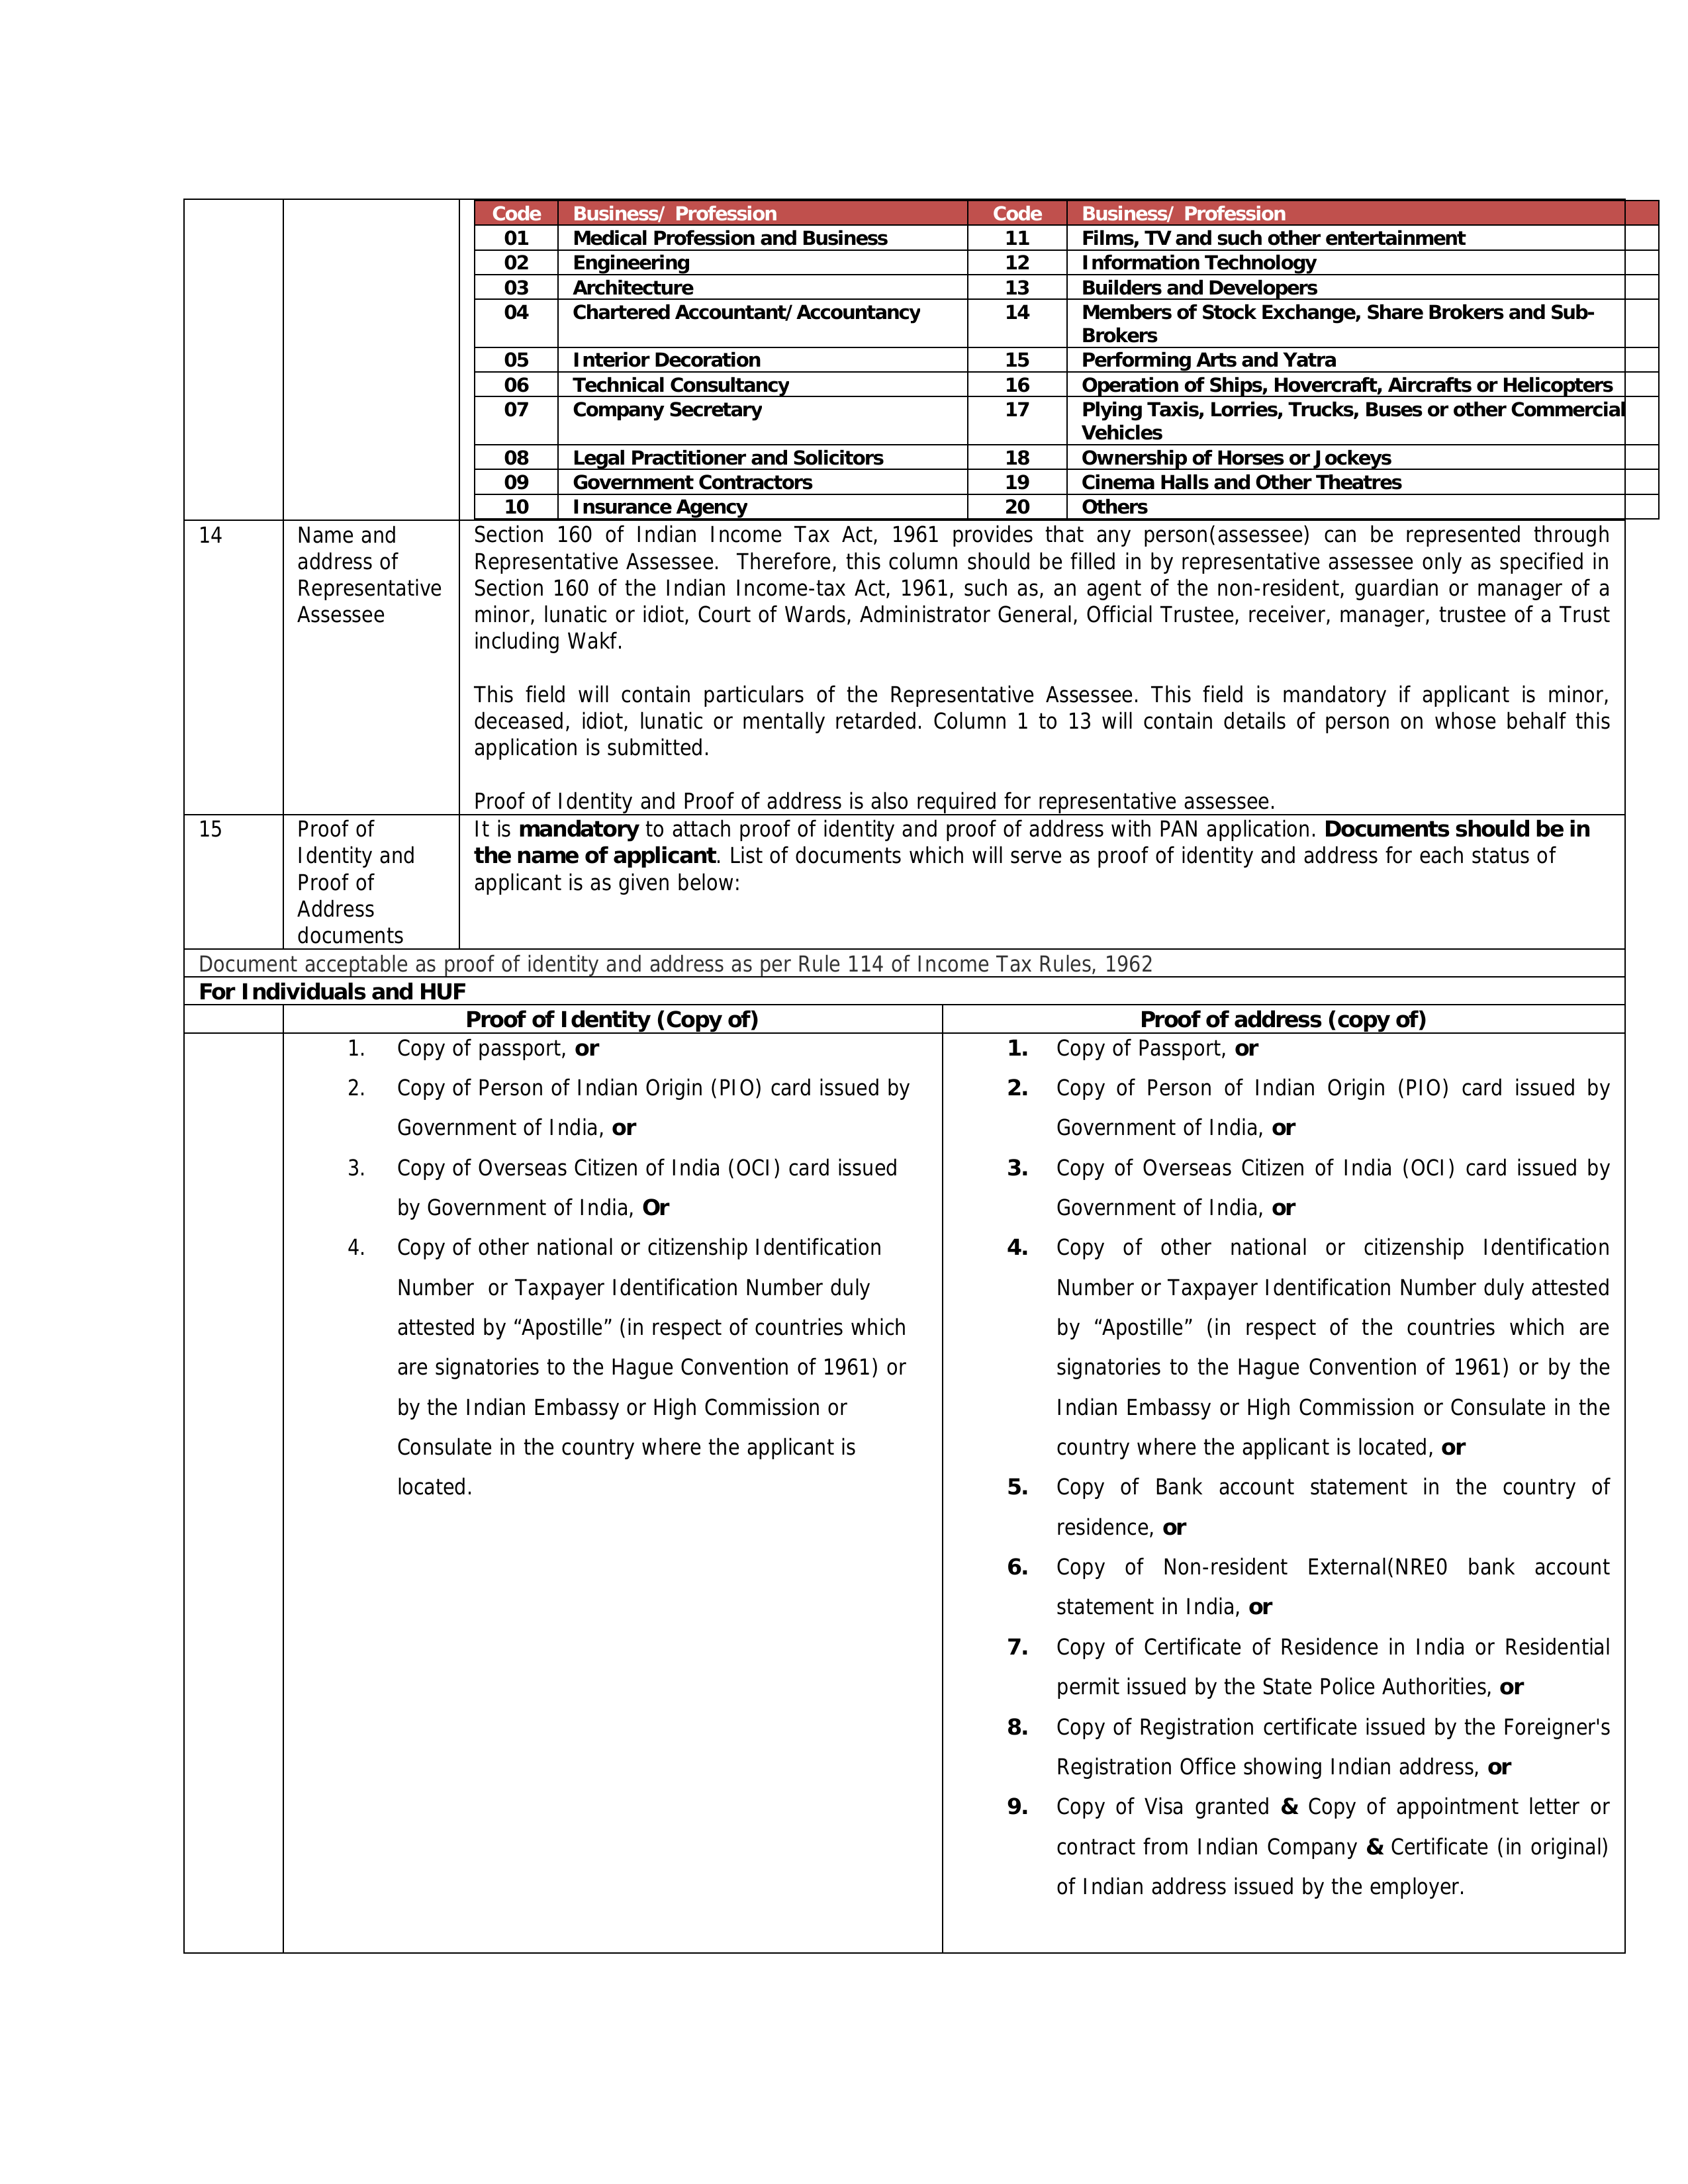 Code Business/ Profession Code Business/ Profession
01 Medical Profession and Business 11 Films, TV and such other entertainment
02 Engineering 12 Information Technology
03 Architecture 13 Builders and Developers
04 Chartered Accountant/ Accountancy 14 Members of Stock Exchange, Share Brokers and Sub-
Brokers
05 Interior Decoration 15 Performing Arts and Yatra
06 Technical Consultancy 16 Operation of Ships, Hovercraft, Aircrafts or Helicopters
07 Company Secretary 17 Plying Taxis, Lorries, Trucks, Buses or other Commercial
Vehicles
08 Legal Practitioner and Solicitors 18 Ownership of Horses or Jockeys
09 Government Contractors 19 Cinema Halls and Other Theatres
10 Insurance Agency 20 Others
14
Name and
address of
Representative
Assessee
Section 160 of Indian Income Tax Act, 1961 provides that any person(assessee) can be represented through
Representative Assessee. Therefore, this column should be filled in by representative assessee only as specified in
Section 160 of the Indian Income-tax Act, 1961, such as, an agent of the non-resident, guardian or manager of a
minor, lunatic or idiot, Court of Wards, Administrator General, Official Trustee, receiver, manager, trustee of a Trust
including Wakf.
This field will contain particulars of the Representative Assessee. This field is mandatory if applicant is minor,
deceased, idiot, lunatic or mentally retarded. Column 1 to 13 will contain details of person on whose behalf this
application is submitted.
Proof of Identity and Proof of address is also required for representative assessee.
15
Proof of
Identity and
Proof of
Address
documents
It is mandatory to attach proof of identity and proof of address with PAN application. Documents should be in
the name of applicant. List of documents which will serve as proof of identity and address for each status of
applicant is as given below:
Document acceptable as proof of identity and address as per Rule 114 of Income Tax Rules, 1962
For Individuals and HUF
Proof of Identity (Copy of)
1. Copy of passport, or
2. Copy of Person of Indian Origin (PIO) card issued by
Government of India, or
3. Copy of Overseas Citizen of India (OCI) card issued
by Government of India, Or
4. Copy of other national or citizenship Identification
Number or Taxpayer Identification Number duly
attested by “Apostille” (in respect of countries which
are signatories to the Hague Convention of 1961) or
by the Indian Embassy or High Commission or
Consulate in the country where the applicant is
located.
Proof of address (copy of)
1. Copy of Passport, or
2. Copy of Person of Indian Origin (PIO) card issued by
Government of India, or
3. Copy of Overseas Citizen of India (OCI) card issued by
Government of India, or
4. Copy of other national or citizenship Identification
Number or Taxpayer Identification Number duly attested
by “Apostille” (in respect of the countries which are
signatories to the Hague Convention of 1961) or by the
Indian Embassy or High Commission or Consulate in the
country where the applicant is located, or
5. Copy of Bank account statement in the country of
residence, or
6. Copy of Non-resident External(NRE0 bank account
statement in India, or
7. Copy of Certificate of Residence in India or Residential
permit issued by the State Police Authorities, or
8. Copy of Registration certificate issued by the Foreigner's
Registration Office showing Indian address, or
9. Copy of Visa granted & Copy of appointment letter or
contract from Indian Company & Certificate (in original)
of Indian address issued by the employer.